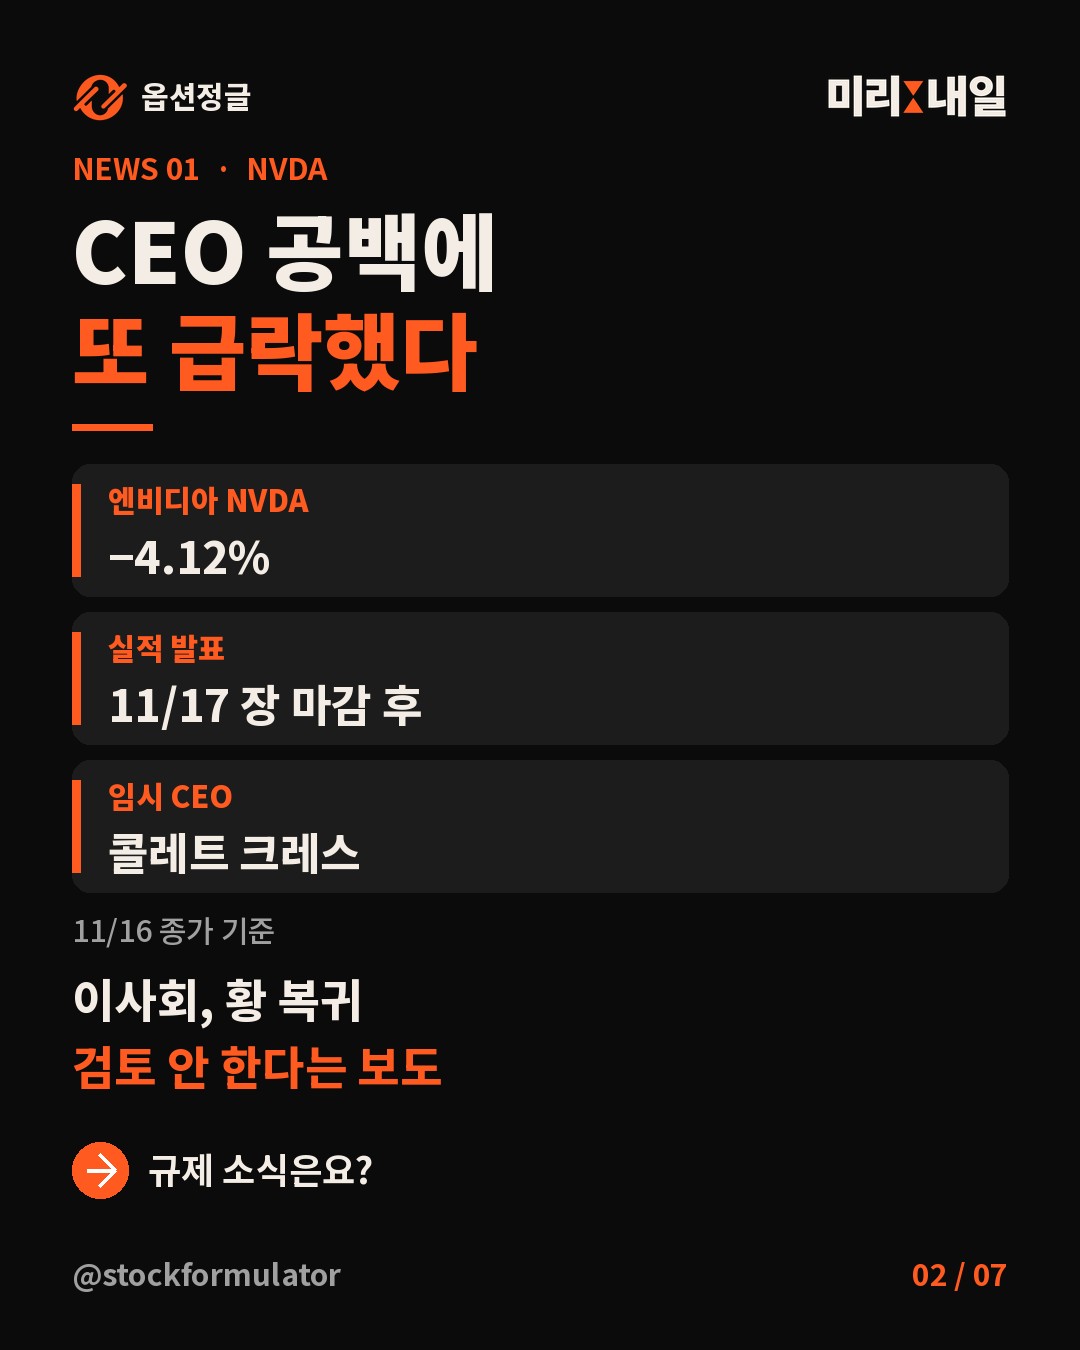 옵션정글
미리내일
NEWS 01 · NVDA
CEO 공백에
또 급락했다
엔비디아 NVDA
−4.12%
실적 발표
11/17 장 마감 후
임시 CEO
콜레트 크레스
11/16 종가 기준
이사회, 황 복귀
검토 안 한다는 보도
규제 소식은요?
@stockformulator
02 / 07